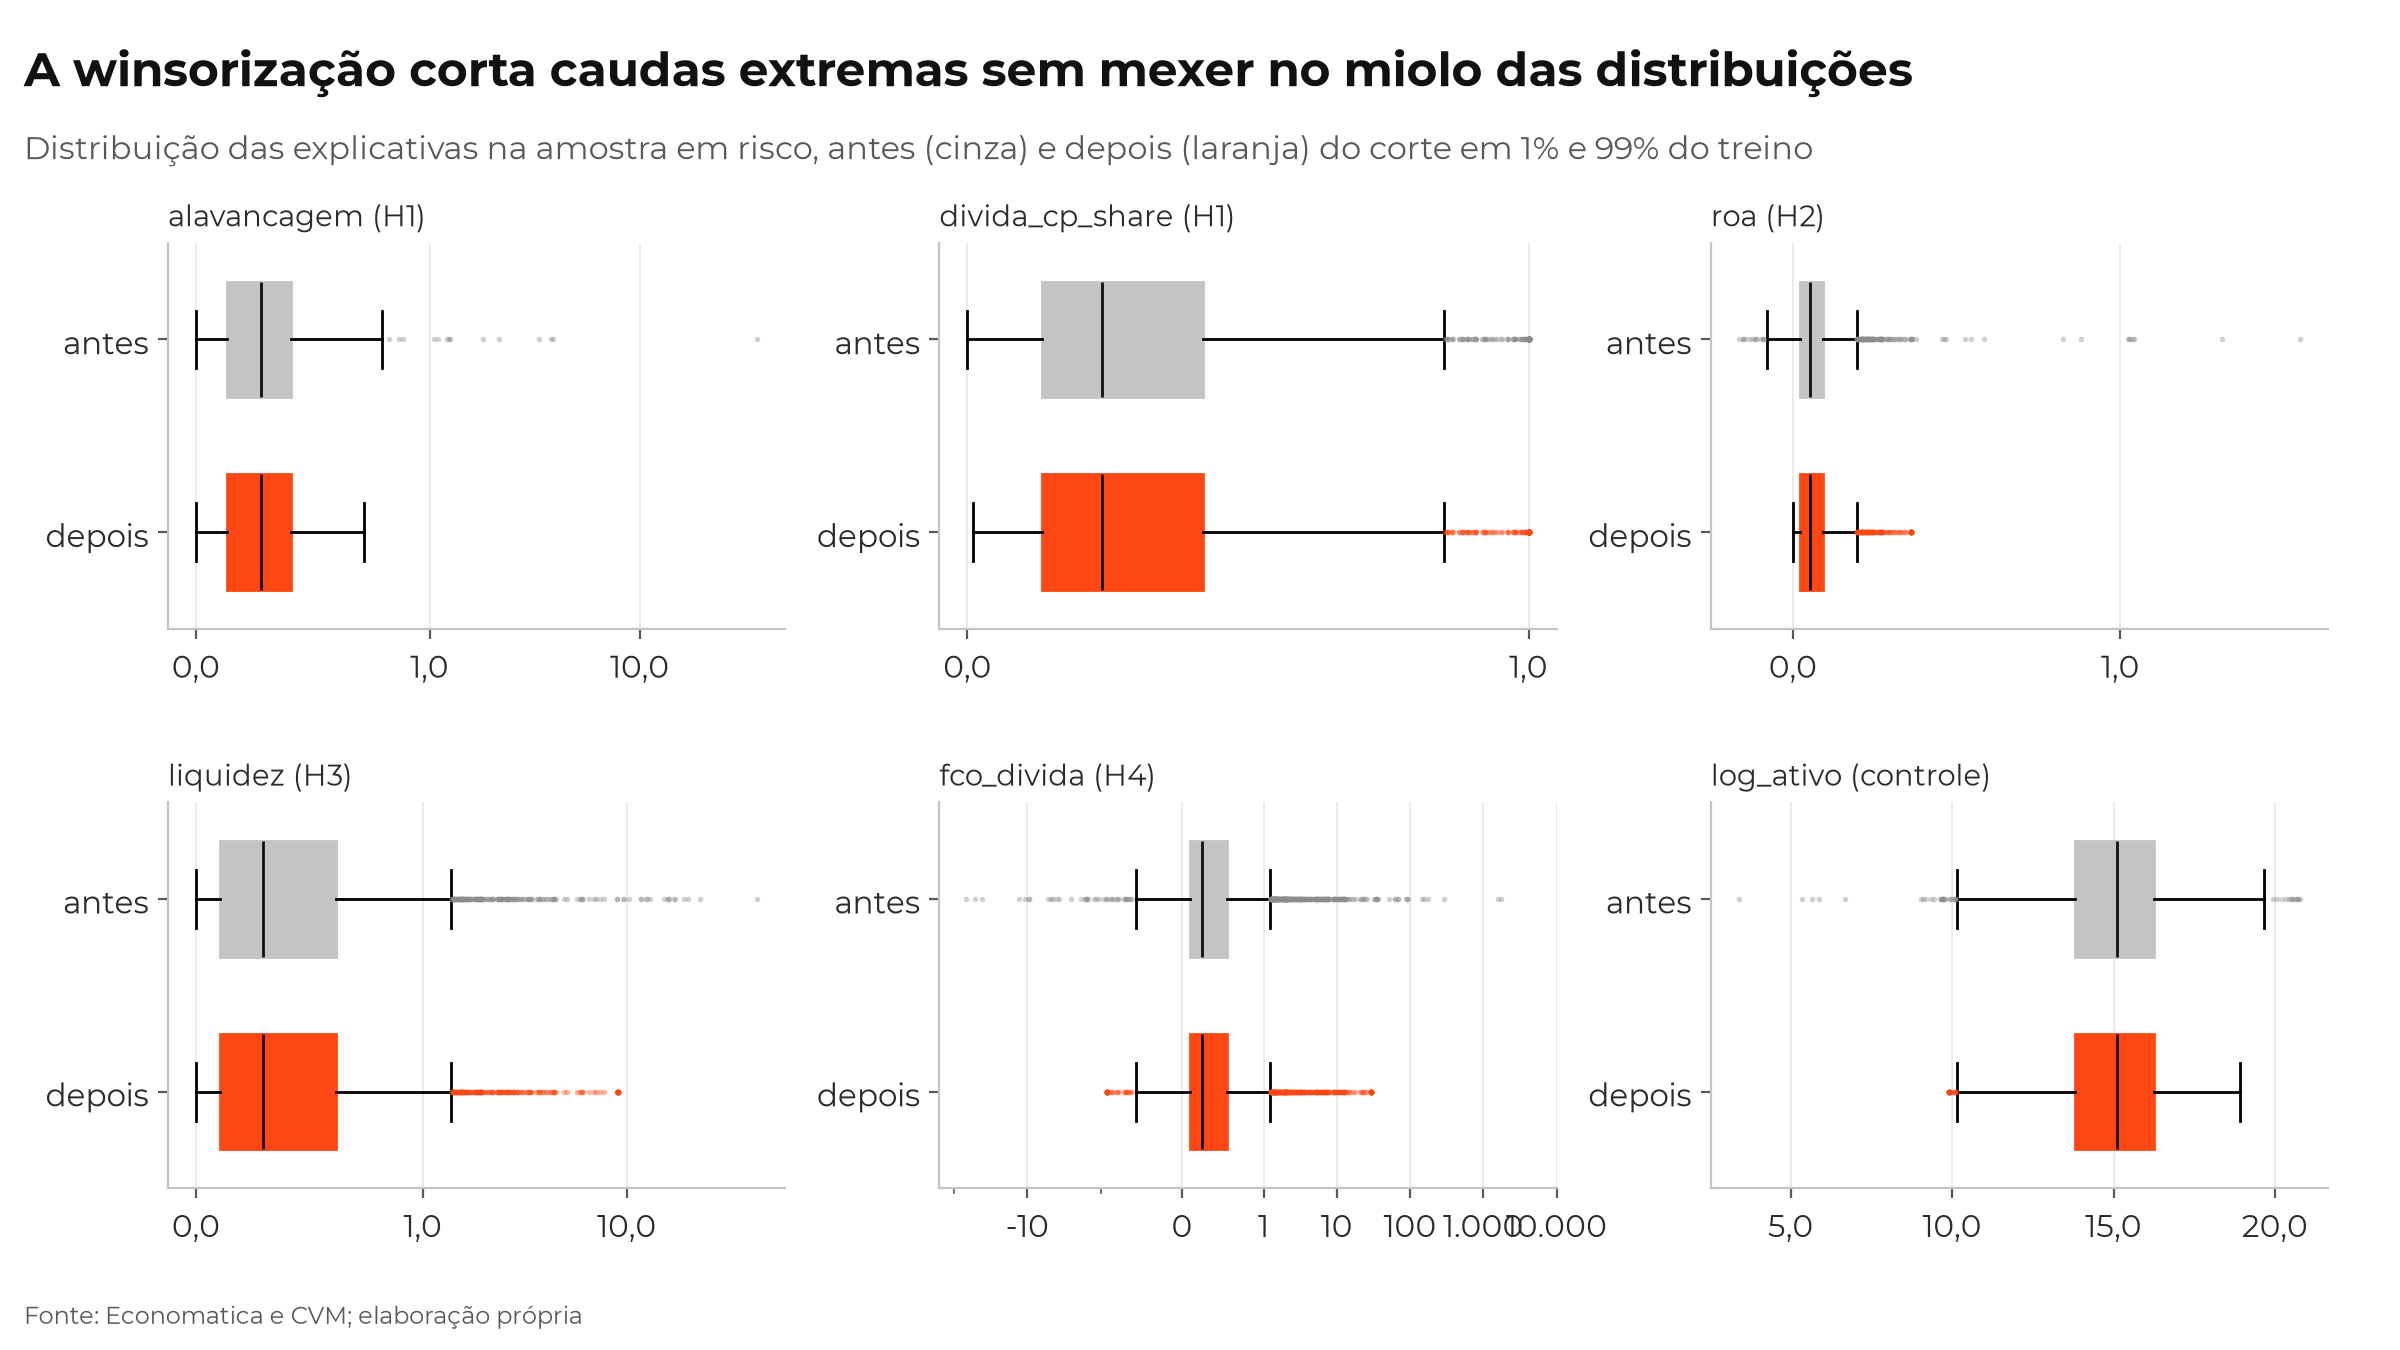 A winsorização corta caudas extremas sem mexer no miolo das distribuições
Distribuição das explicativas na amostra em risco, antes (cinza) e depois (laranja) do corte em 1% e 99% do treino
alavancagem (H1)
antes
depois
0,0 1,0 10,0
divida_cp_share (H1)
antes
depois
0,0 1,0
roa (H2)
antes
depois
0,0 1,0
liquidez (H3)
antes
depois
0,0 1,0 10,0
fco_divida (H4)
antes
depois
-10 0 1 10 100 1.000 10.000
log_ativo (controle)
antes
depois
5,0 10,0 15,0 20,0
Fonte: Economatica e CVM; elaboração própria